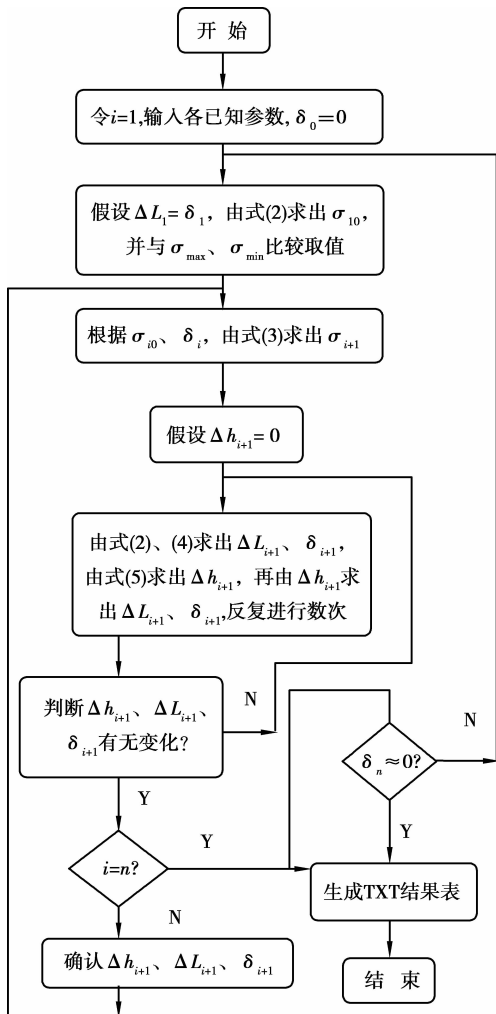 开 始
令i=1,输入各已知参数, δ₀=0
假设ΔL₁=δ₁, 由式(2)求出σ₁₀,
并与σmax、σmin比较取值
根据σi0、δi, 由式(3)求出σi+1
假设Δhi+1=0
由式(2)、(4)求出ΔLi+1、δi+1,
由式(5)求出Δhi+1, 再由Δhi+1求
出ΔLi+1、δi+1,反复进行数次
判断Δhi+1、ΔLi+1、
δi+1有无变化?
N
Y
δn≈0?
N
Y
i=n?
Y
N
生成TXT结果表
确认Δhi+1、ΔLi+1、δi+1
结 束